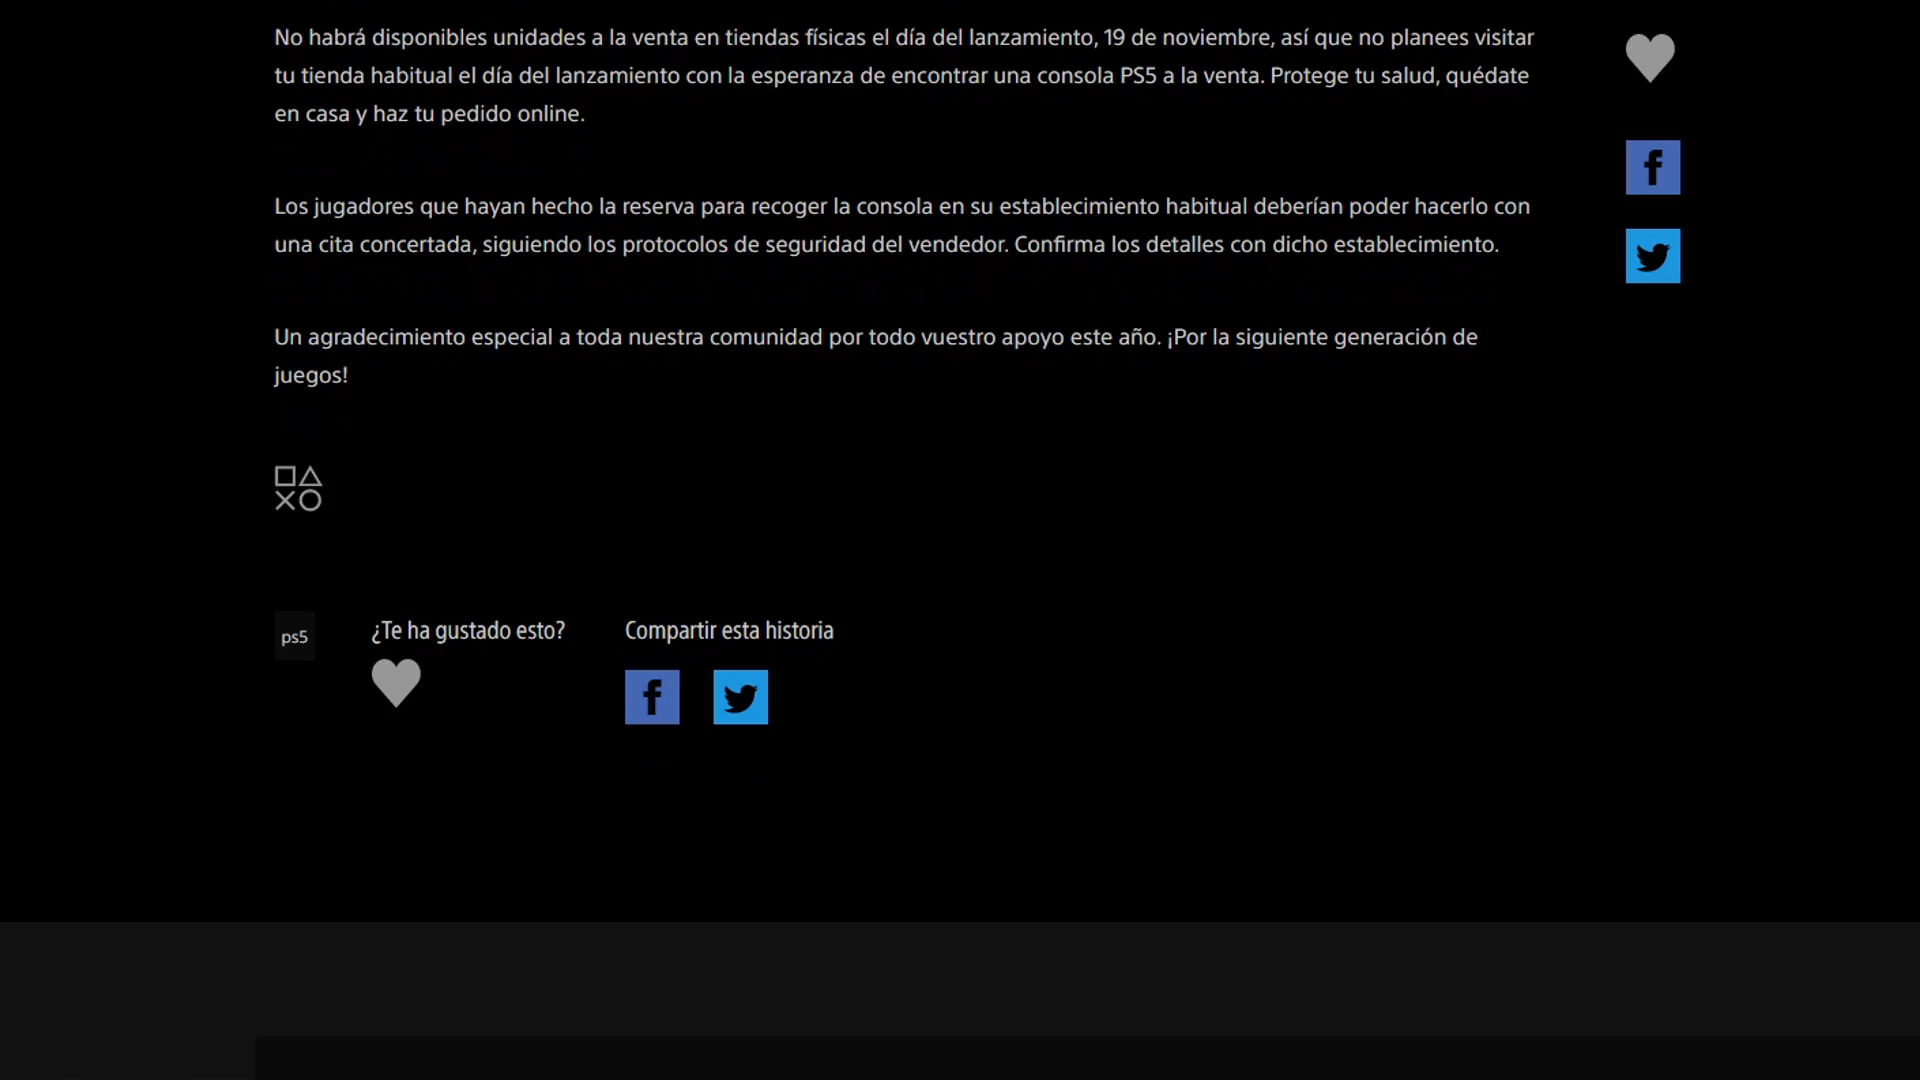 No habrá disponibles unidades a la venta en tiendas físicas el día del lanzamiento, 19 de noviembre, así que no planees visitar
tu tienda habitual el día del lanzamiento con la esperanza de encontrar una consola PS5 a la venta. Protege tu salud, quédate
en casa y haz tu pedido online.
Los jugadores que hayan hecho la reserva para recoger la consola en su establecimiento habitual deberían poder hacerlo con
una cita concertada, siguiendo los protocolos de seguridad del vendedor. Confirma los detalles con dicho establecimiento.
Un agradecimiento especial a toda nuestra comunidad por todo vuestro apoyo este año. ¡Por la siguiente generación de
juegos!
ps5
¿Te ha gustado esto?
Compartir esta historia